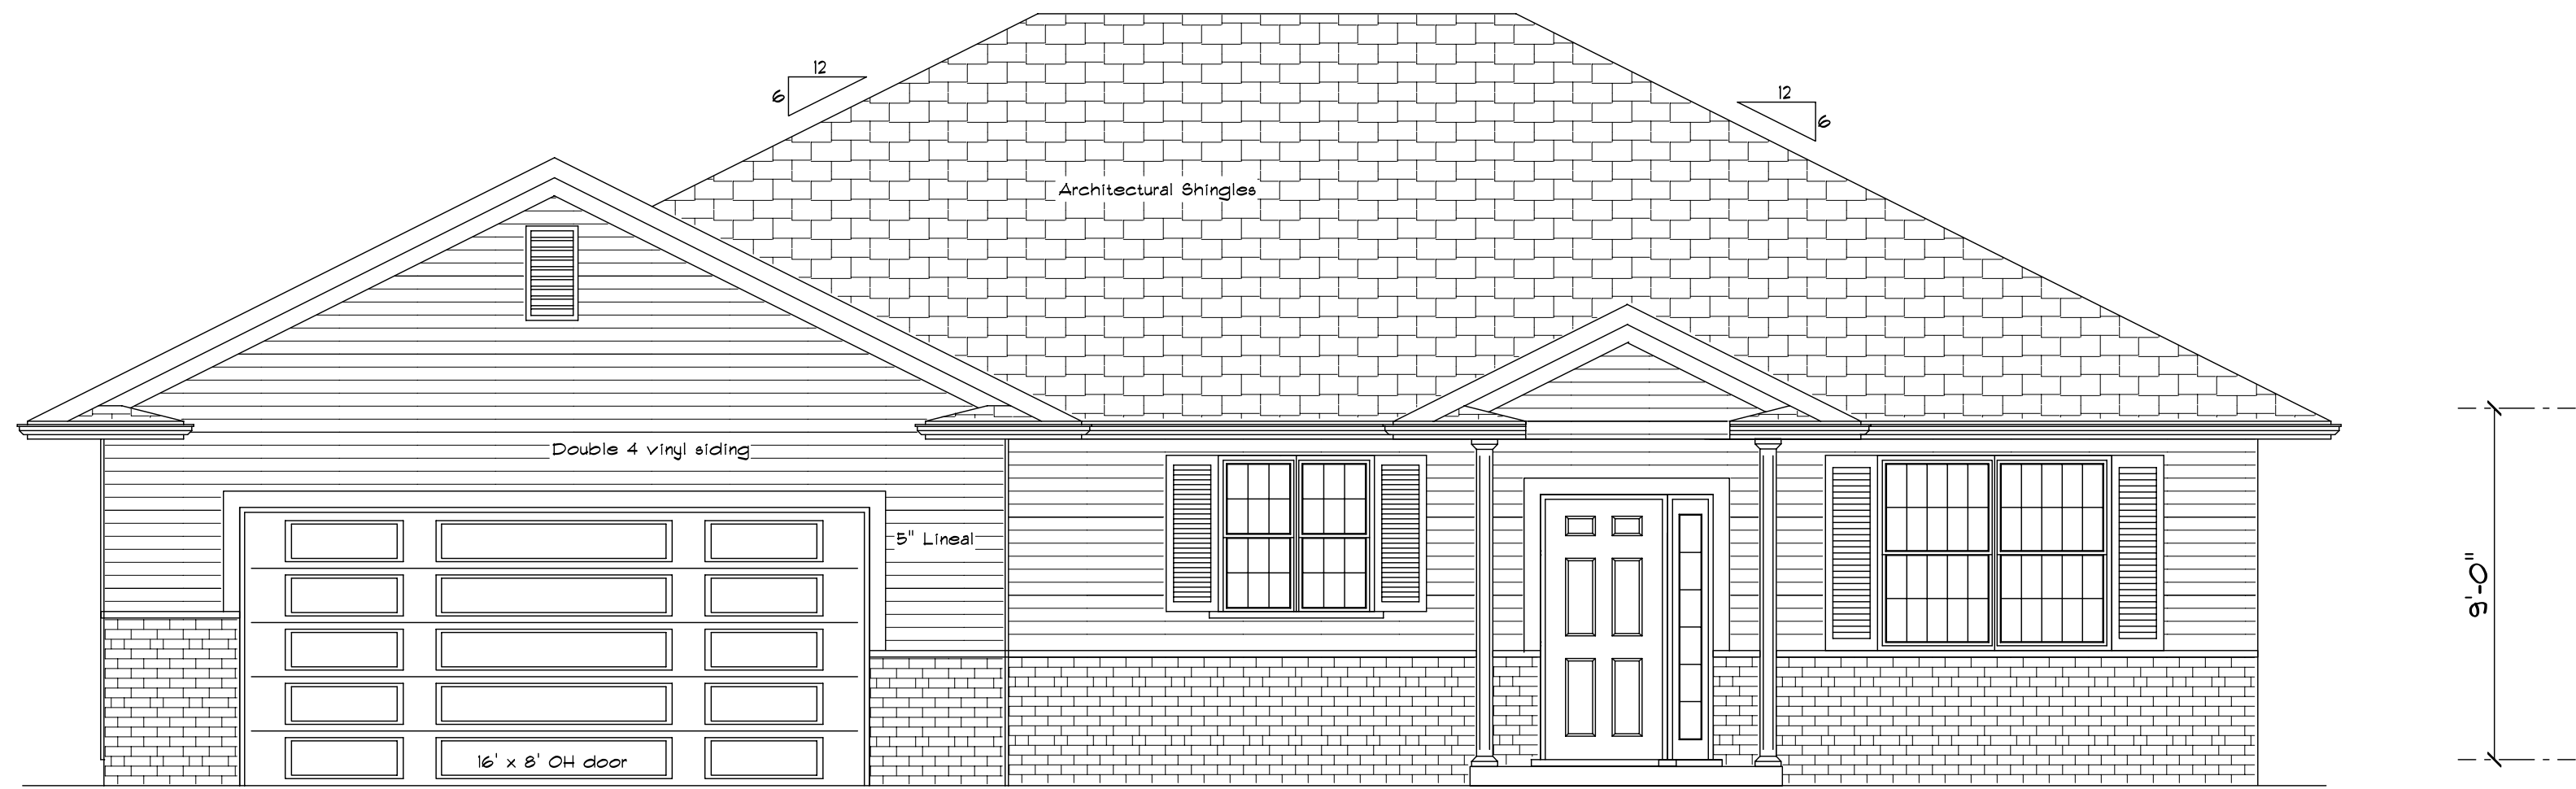 12
6
12
6
Architectural Shingles
Double 4 vinyl siding
5" Lineal
9'-0"
16' x 8' OH door